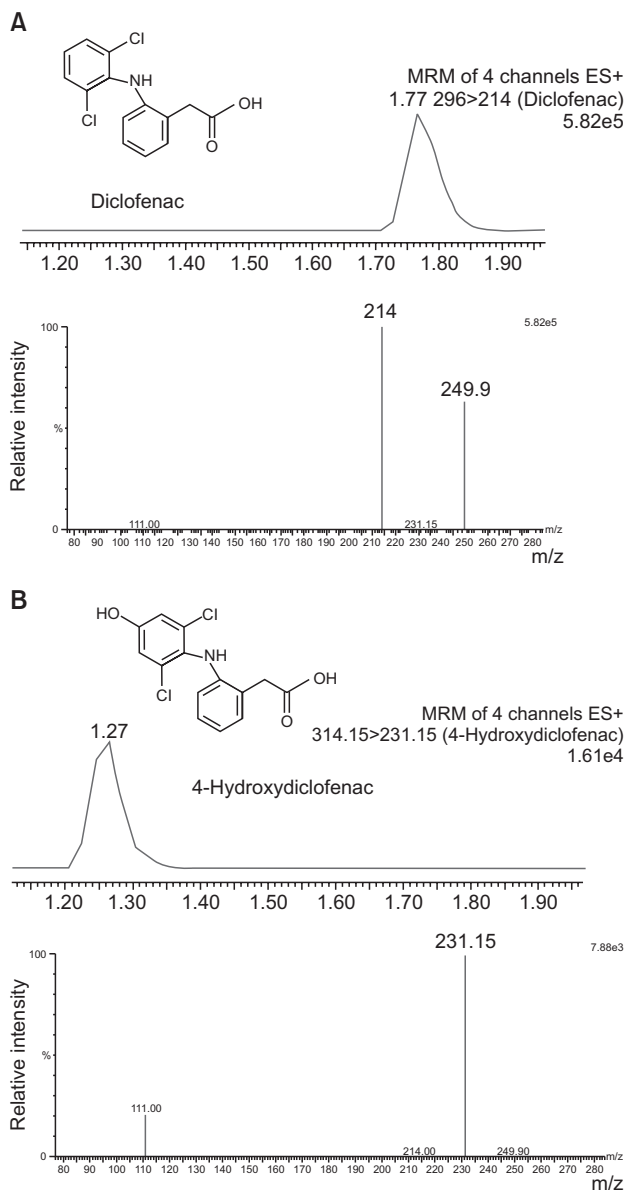 A
Cl
NH
Cl
OH
O
Diclofenac
MRM of 4 channels ES+
1.77 296>214 (Diclofenac)
5.82e5
1.20 1.30 1.40 1.50 1.60 1.70 1.80 1.90
Relative intensity
100
%
0
214
249.9
5.82e5
111.00
231.15
80 90 100 110 120 130 140 150 160 170 180 190 200 210 220 230 240 250 260 270 280
m/z
m/z
B
HO
Cl
NH
Cl
OH
O
MRM of 4 channels ES+
314.15>231.15 (4-Hydroxydiclofenac)
1.61e4
1.27
4-Hydroxydiclofenac
1.20 1.30 1.40 1.50 1.60 1.70 1.80 1.90
Relative intensity
100
%
0
231.15
7.88e3
111.00
214.00
249.90
80 90 100 110 120 130 140 150 160 170 180 190 200 210 220 230 240 250 260 270 280
m/z
m/z